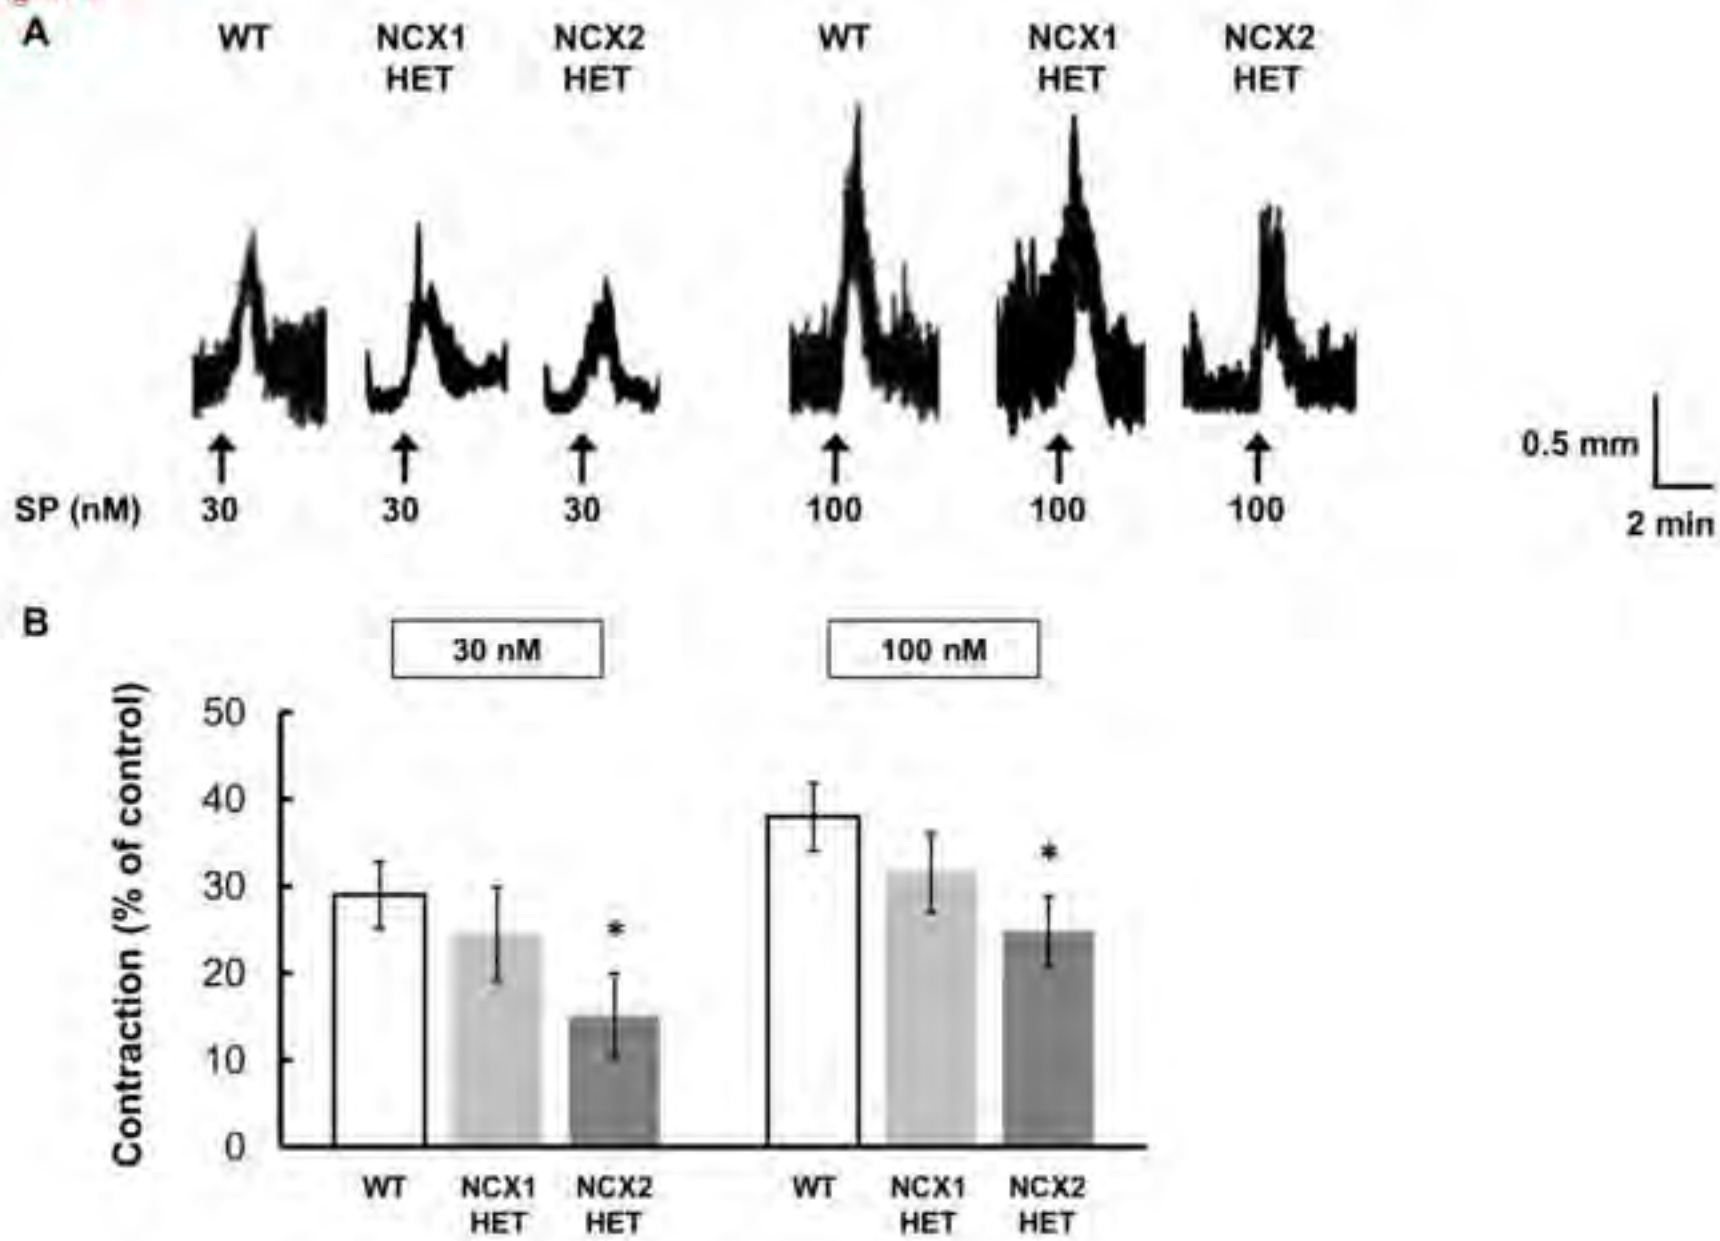 A
WT NCX1 NCX2 WT NCX1 NCX2
HET HET HET HET
0.5 mm
SP (nM) 30 30 30 100 100 100
2 min
B
30 nM 100 nM
Contraction (% of control)
50
40
30
20
10
0
* *
WT NCX1 NCX2 WT NCX1 NCX2
HET HET HET HET